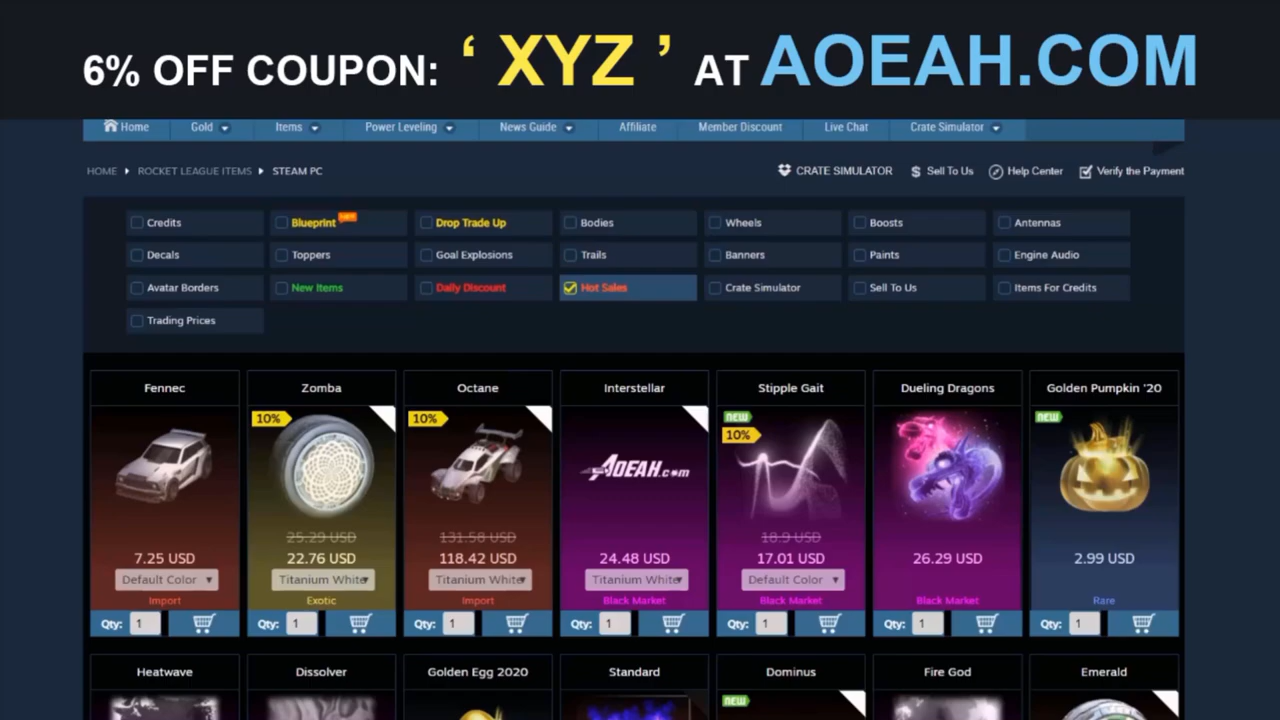 6% OFF COUPON: ‘ XYZ ’ AT AOEAH.COM
Home Gold Items Power Leveling News Guide Affiliate Member Discount Live Chat Crate Simulator
HOME ROCKET LEAGUE ITEMS STEAM PC CRATE SIMULATOR $ Sell To Us Help Center Verify the Payment
Credits Blueprint Drop Trade Up Bodies Wheels Boosts Antennas
Decals Toppers Goal Explosions Trails Banners Paints Engine Audio
Avatar Borders New Items Daily Discount Hot Sales Crate Simulator Sell To Us Items For Credits
Trading Prices
Fennec Zomba Octane Interstellar Stipple Gait Dueling Dragons Golden Pumpkin '20
10% 10% NEW NEW
10%
AOEAH.com
25.29 USD 131.58 USD 18.9 USD
7.25 USD 22.76 USD 118.42 USD 24.48 USD 17.01 USD 26.29 USD 2.99 USD
Default Color Titanium White Titanium White Titanium White Default Color
Import Exotic Import Black Market Black Market Black Market Rare
Qty: 1 Qty: 1 Qty: 1 Qty: 1 Qty: 1 Qty: 1 Qty: 1
Heatwave Dissolver Golden Egg 2020 Standard Dominus Fire God Emerald
NEW